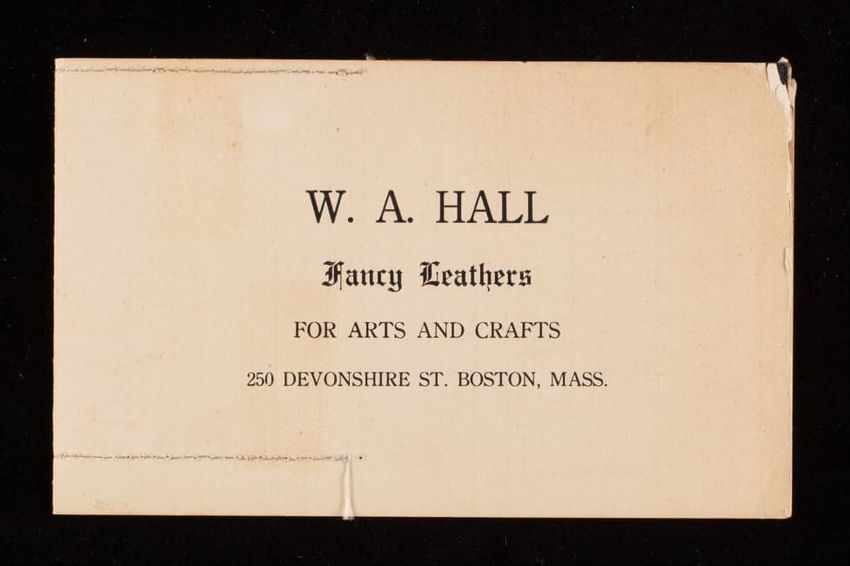 W. A. HALL
Fancy Leathers
FOR ARTS AND CRAFTS
250 DEVONSHIRE ST. BOSTON, MASS.